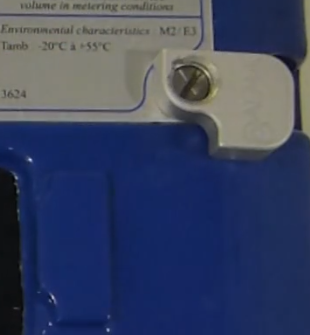 volume in metering conditions
Environmental characteristics M2/E3
Tamb -20°C à +55°C
3624